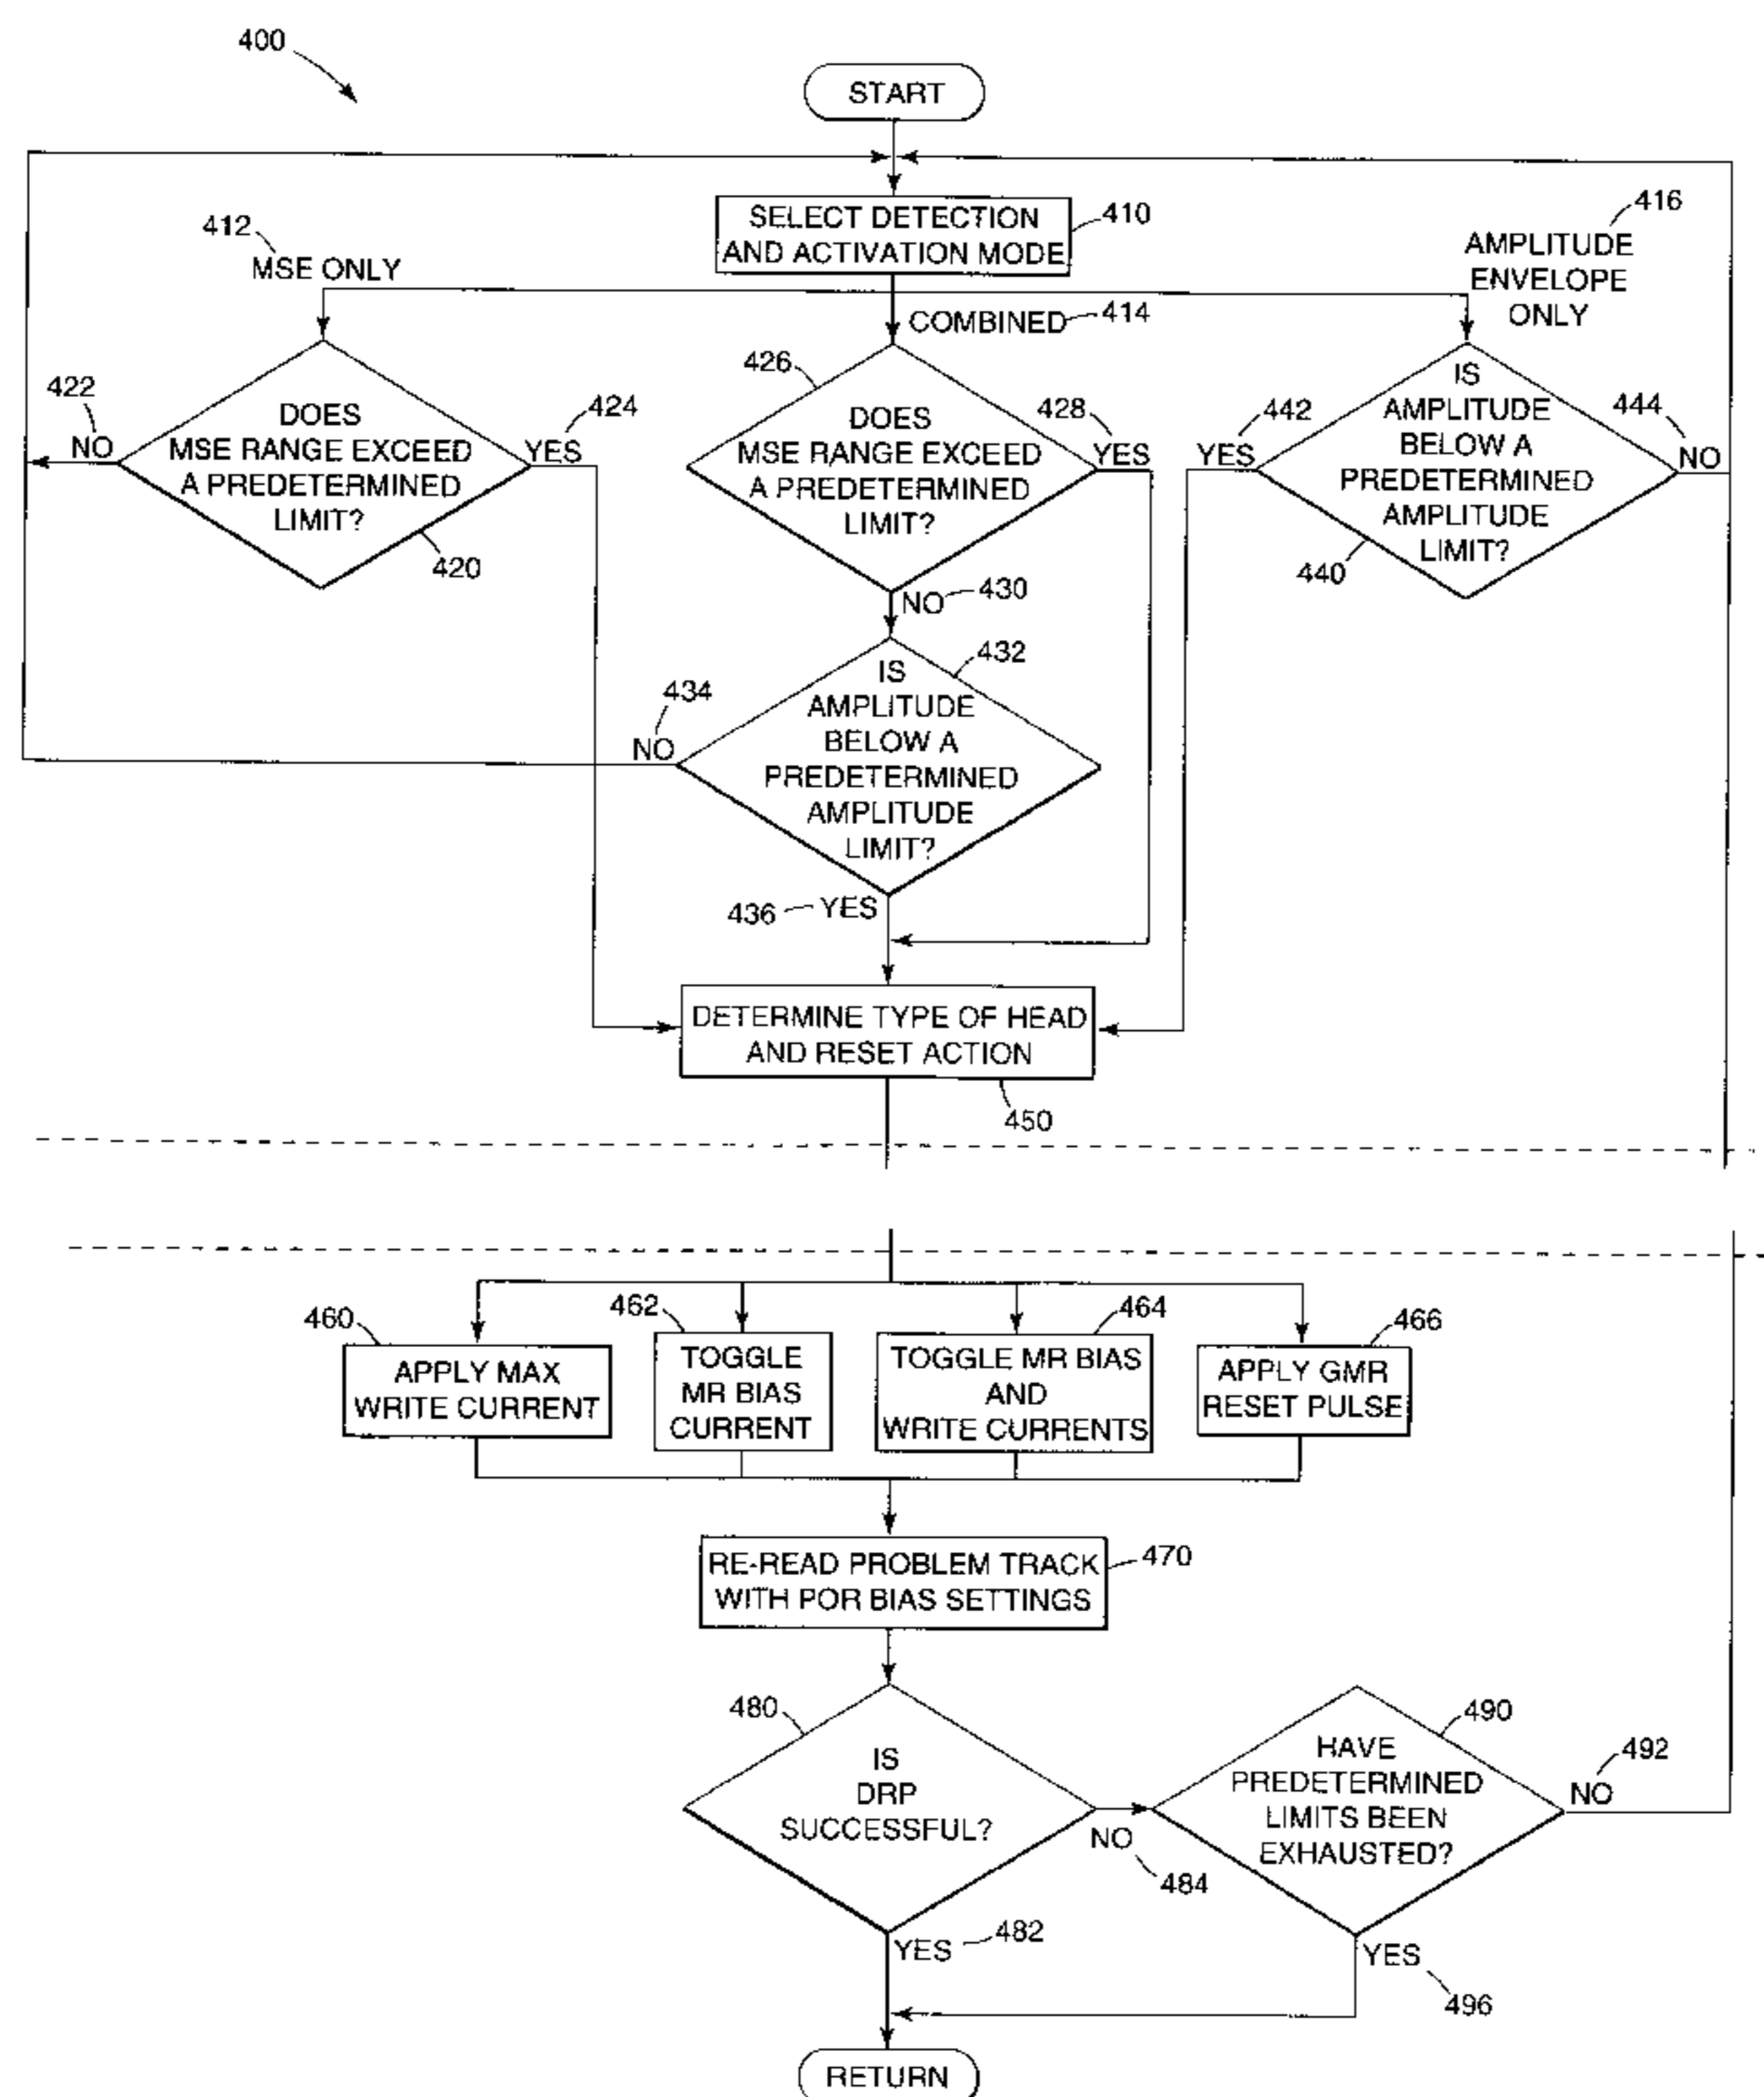 400
START
SELECT DETECTION
AND ACTIVATION MODE
410
412
MSE ONLY
COMBINED
414
416
AMPLITUDE
ENVELOPE
ONLY
422
NO
DOES
MSE RANGE EXCEED
A PREDETERMINED
LIMIT?
424
YES
420
426
DOES
MSE RANGE EXCEED
A PREDETERMINED
LIMIT?
428
YES
442
YES
IS
AMPLITUDE
BELOW A
PREDETERMINED
AMPLITUDE
LIMIT?
444
NO
440
NO
430
432
IS
AMPLITUDE
BELOW A
PREDETERMINED
AMPLITUDE
LIMIT?
434
NO
436
YES
DETERMINE TYPE OF HEAD
AND RESET ACTION
450
460
APPLY MAX
WRITE CURRENT
462
TOGGLE
MR BIAS
CURRENT
464
TOGGLE MR BIAS
AND
WRITE CURRENTS
466
APPLY GMR
RESET PULSE
RE-READ PROBLEM TRACK
WITH POR BIAS SETTINGS
470
480
IS
DRP
SUCCESSFUL?
NO
484
490
HAVE
PREDETERMINED
LIMITS BEEN
EXHAUSTED?
492
NO
YES
482
YES
496
RETURN